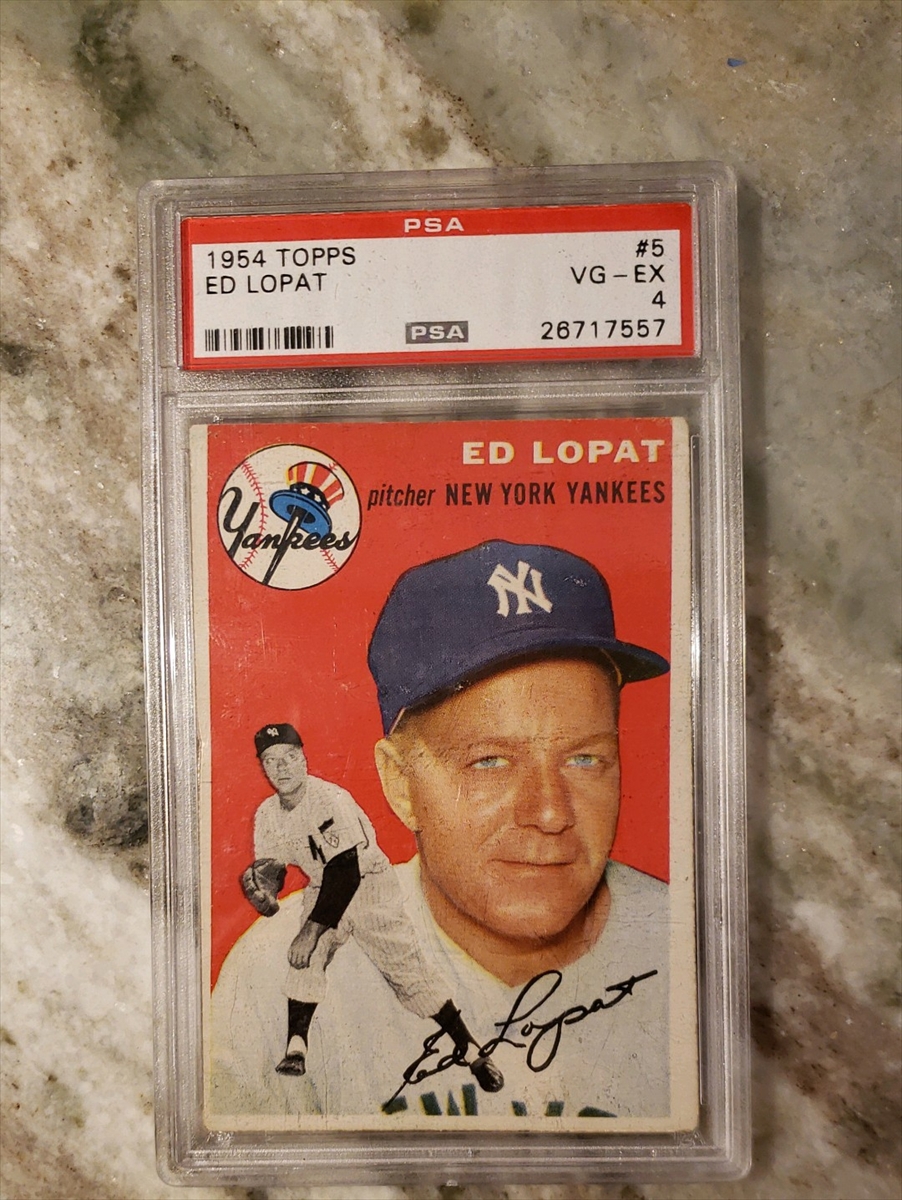 PSA
1954 TOPPS #5
ED LOPAT VG-EX
4
PSA 26717557
ED LOPAT
pitcher NEW YORK YANKEES
Yankees
NY
Ed Lopat